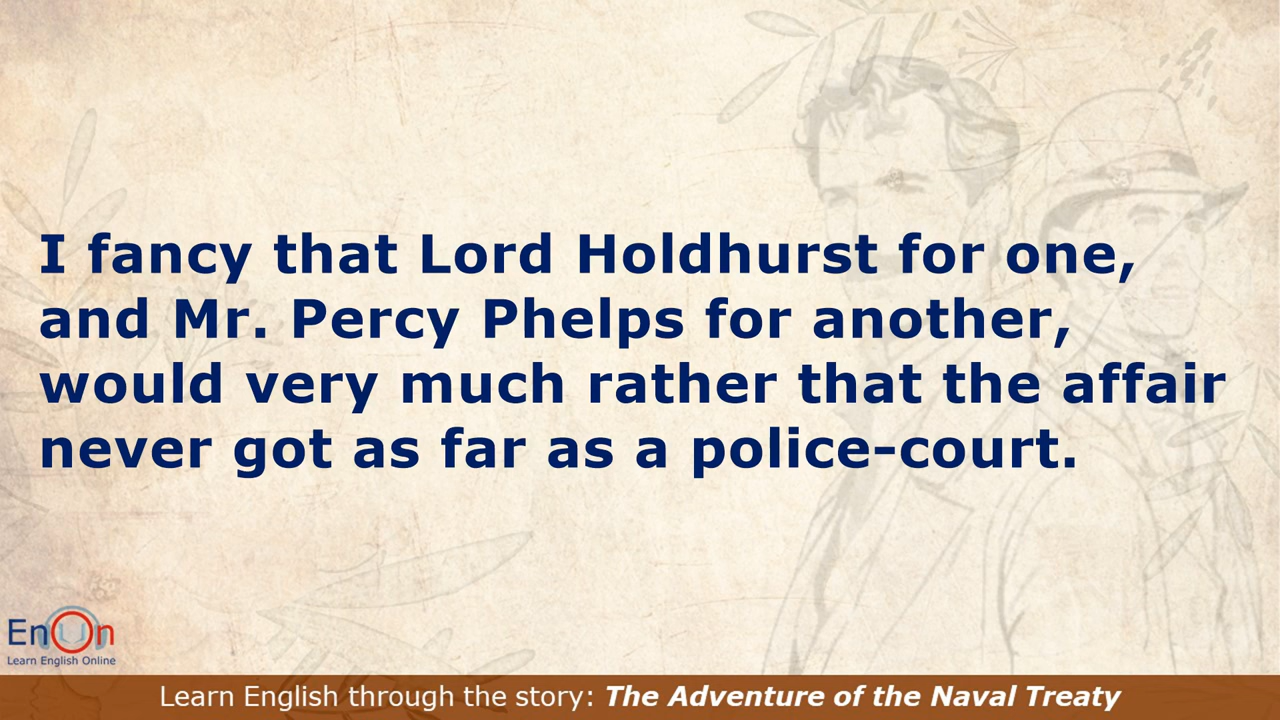 I fancy that Lord Holdhurst for one,
and Mr. Percy Phelps for another,
would very much rather that the affair
never got as far as a police-court.
EnOn
Learn English Online
Learn English through the story: The Adventure of the Naval Treaty